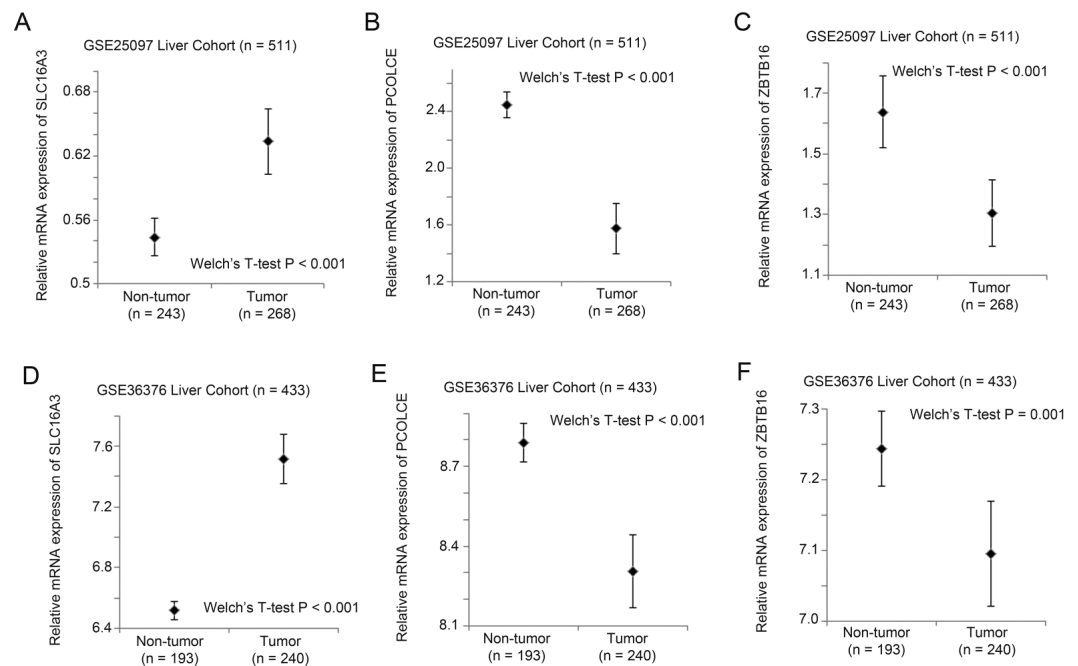 A
GSE25097 Liver Cohort (n = 511)
Relative mRNA expression of SLC16A3
0.68
0.62
0.56
0.5
Welch's T-test P < 0.001
Non-tumor Tumor
(n = 243) (n = 268)
B
GSE25097 Liver Cohort (n = 511)
Relative mRNA expression of PCOLCE
Welch's T-test P < 0.001
2.4
2.0
1.6
1.2
Non-tumor Tumor
(n = 243) (n = 268)
C
GSE25097 Liver Cohort (n = 511)
Relative mRNA expression of ZBTB16
Welch's T-test P < 0.001
1.7
1.5
1.3
1.1
Non-tumor Tumor
(n = 243) (n = 268)
D
GSE36376 Liver Cohort (n = 433)
Relative mRNA expression of SLC16A3
7.6
7.2
6.8
6.4
Welch's T-test P < 0.001
Non-tumor Tumor
(n = 193) (n = 240)
E
GSE36376 Liver Cohort (n = 433)
Relative mRNA expression of PCOLCE
Welch's T-test P < 0.001
8.7
8.4
8.1
Non-tumor Tumor
(n = 193) (n = 240)
F
GSE36376 Liver Cohort (n = 433)
Relative mRNA expression of ZBTB16
Welch's T-test P = 0.001
7.3
7.2
7.1
7.0
Non-tumor Tumor
(n = 193) (n = 240)